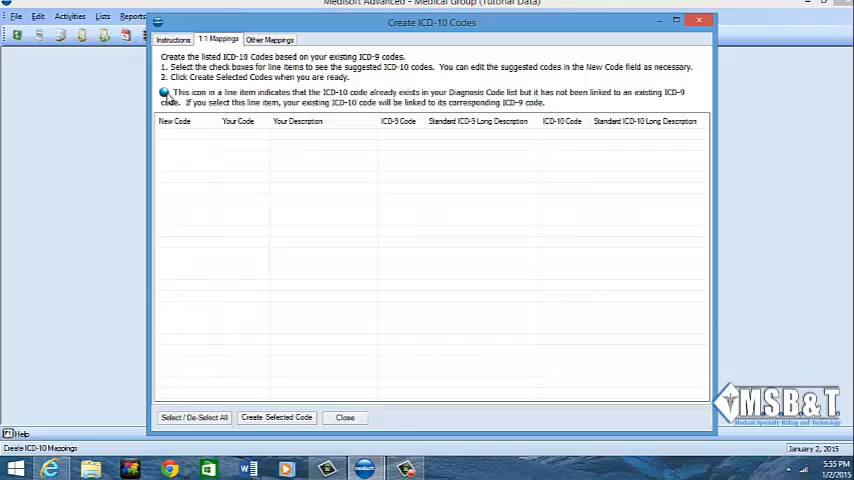 Medisoft Advanced - Medical Group (Tutorial Data)
File Edit Activities Lists Reports
Create ICD-10 Codes
Instructions 1:1 Mappings Other Mappings
Create the listed ICD-10 Codes based on your existing ICD-9 codes.
1. Select the check boxes for line items to see the suggested ICD-10 codes. You can edit the suggested codes in the New Code field as necessary.
2. Click Create Selected Codes when you are ready.
This icon in a line item indicates that the ICD-10 code already exists in your Diagnosis Code list but it has not been linked to an existing ICD-9
code. If you select this line item, your existing ICD-10 code will be linked to its corresponding ICD-9 code.
New Code Your Code Your Description ICD-9 Code Standard ICD-9 Long Description ICD-10 Code Standard ICD-10 Long Description
Select / De-Select All Create Selected Code Close
MSB&T
Medical Specialty Billing and Technology
Help
Create ICD-10 Mappings January 2, 2015
medisoft
5:55 PM
1/2/2015